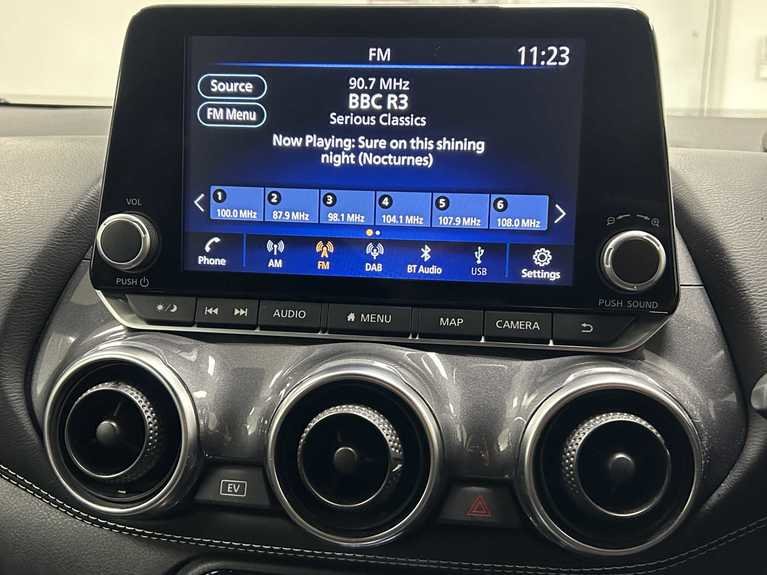 FM
11:23
Source
FM Menu
90.7 MHz
BBC R3
Serious Classics
Now Playing: Sure on this shining
night (Nocturnes)
1 2 3 4 5 6
100.0 MHz 87.9 MHz 98.1 MHz 104.1 MHz 107.9 MHz 108.0 MHz
Phone AM FM DAB BT Audio USB Settings
VOL
PUSH
PUSH SOUND
AUDIO MENU MAP CAMERA
EV